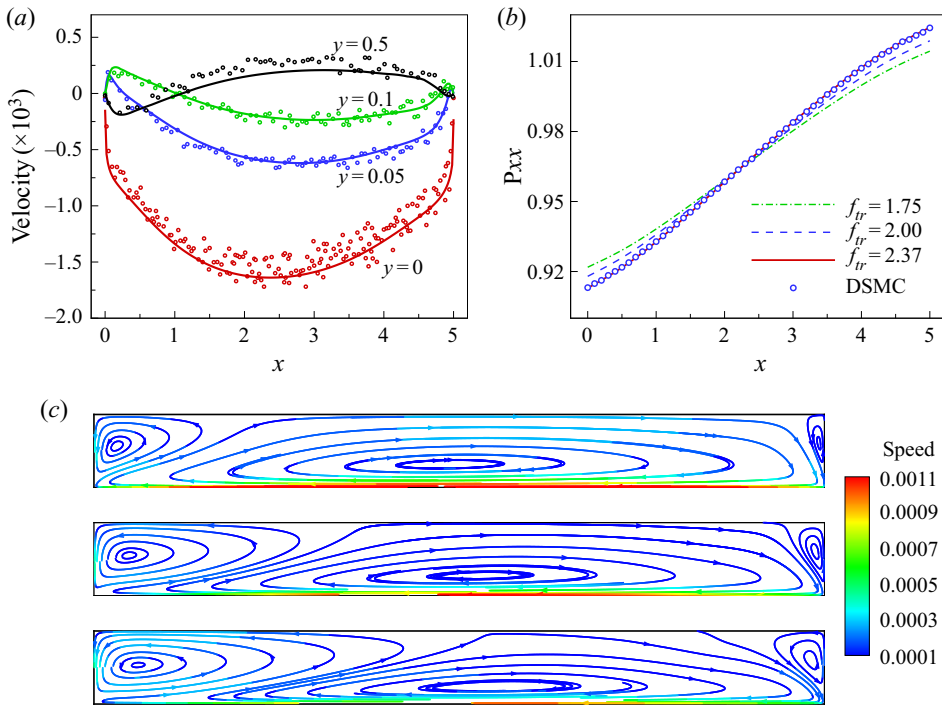 (a)
0.5
0
−0.5
−1.0
−1.5
−2.0
Velocity (×10³)
y = 0.5
y = 0.1
y = 0.05
y = 0
0 1 2 3 4 5
x
(b)
1.01
0.98
0.95
0.92
Pxx
f_tr = 1.75
f_tr = 2.00
f_tr = 2.37
DSMC
0 1 2 3 4 5
x
(c)
Speed
0.0011
0.0009
0.0007
0.0005
0.0003
0.0001